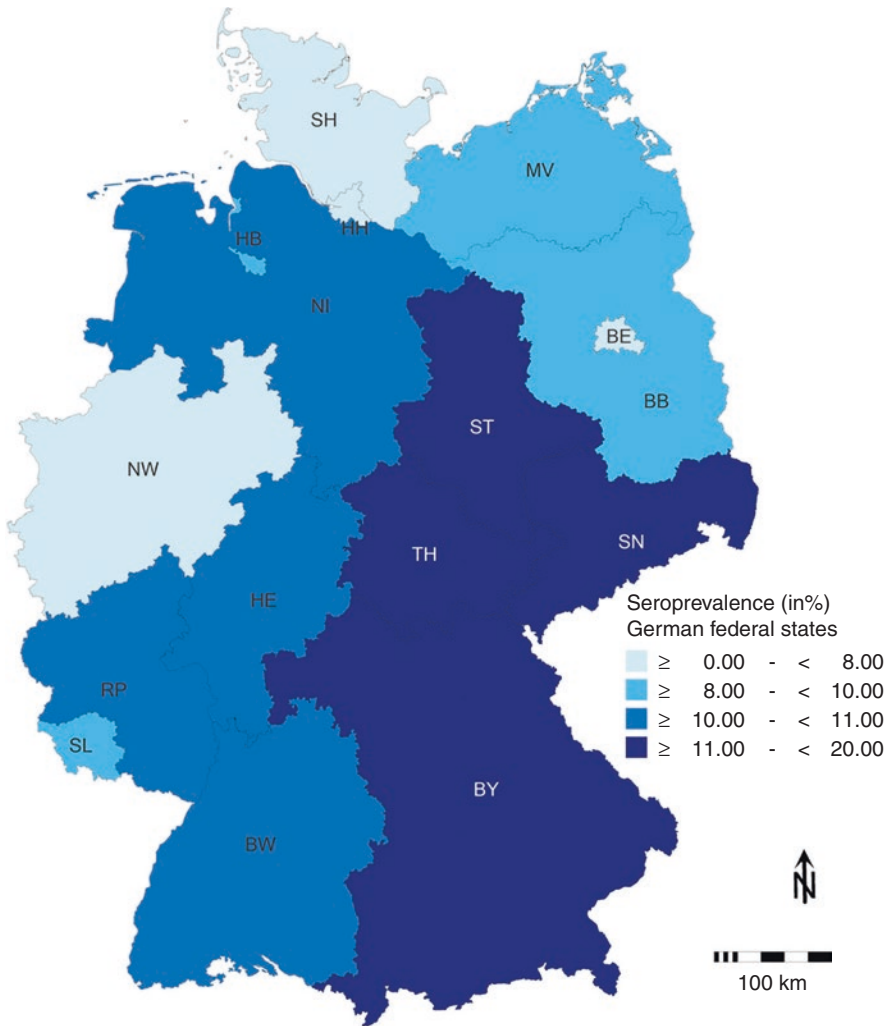 SH
MV
HB
HH
NI
BE
BB
ST
NW
TH
SN
HE
Seroprevalence (in%)
German federal states
≥ 0.00 - < 8.00
≥ 8.00 - < 10.00
≥ 10.00 - < 11.00
≥ 11.00 - < 20.00
RP
SL
BY
BW
N
100 km